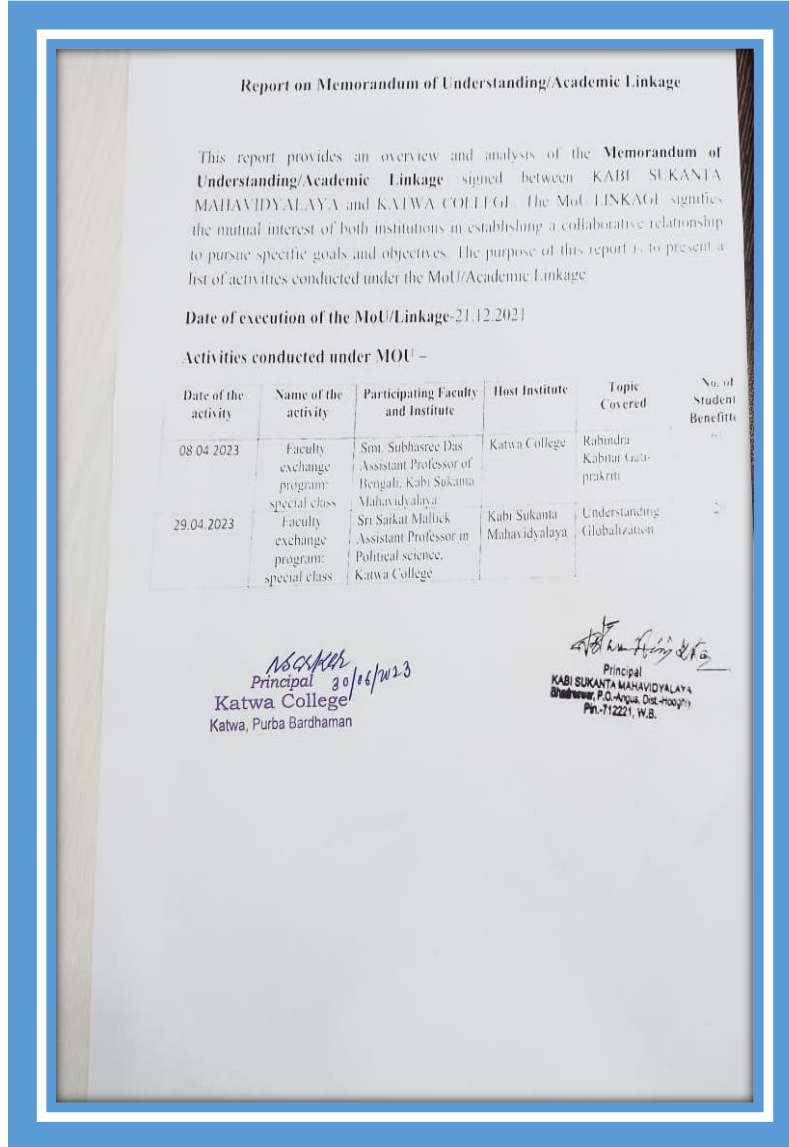 Report on Memorandum of Understanding/Academic Linkage
This report provides an overview and analysis of the Memorandum of
Understanding/Academic Linkage signed between KABI SUKANTA
MAHAVIDYALAYA and KATWA COLLEGE. The MoU LINKAGE signifies
the mutual interest of both institutions in establishing a collaborative relationship
to pursue specific goals and objectives. The purpose of this report is to present a
list of activities conducted under the MoU/Academic Linkage
Date of execution of the MoU/Linkage-21.12.2021
Activities conducted under MOU –
Date of the activity Name of the activity Participating Faculty and Institute Host Institute Topic Covered No. of Student Benefitte
08.04.2023 Faculty exchange program: special class Smt. Subhasree Das Assistant Professor of Bengali, Kabi Sukanta Mahavidyalaya Katwa College Rabindra Kabitar Gati-prakriti
29.04.2023 Faculty exchange program: special class Sri Saikat Mallick Assistant Professor in Political science, Katwa College Kabi Sukanta Mahavidyalaya Understanding Globalization
Principal 30/06/2023
Katwa College
Katwa, Purba Bardhaman
Principal
KABI SUKANTA MAHAVIDYALAYA
Bhadreswar, P.O.-Angus, Dist.-Hooghly
Pin.-712221, W.B.